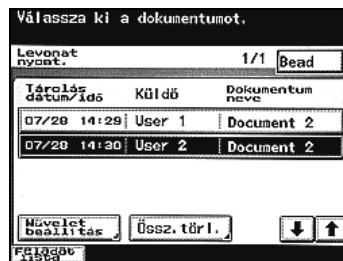 Válassza ki a dokumentumot.
Levonat nyomt.
1/1 Bead
Tárolás dátum/idő Küldő Dokumentum neve
07/28 14:29 User 1 Document 2
07/28 14:30 User 2 Document 2
Művelet beállítás Össz. törl.
Feladat lista